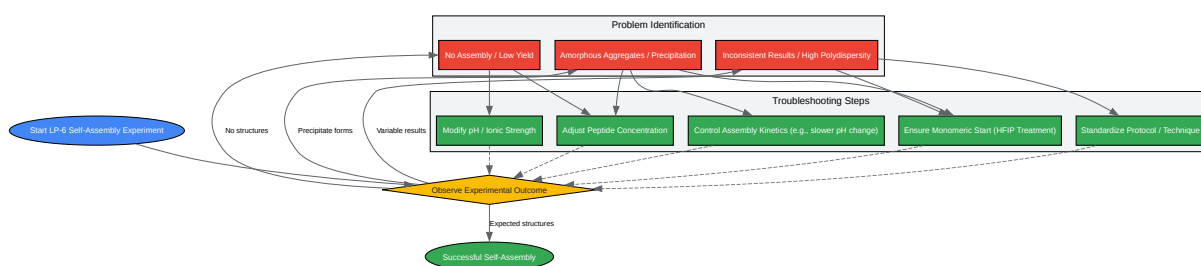 Problem Identification
No Assembly / Low Yield
Amorphous Aggregates / Precipitation
Inconsistent Results / High Polydispersity
Troubleshooting Steps
Start LP-6 Self-Assembly Experiment
No structures
Precipitate forms
Variable results
Modify pH / Ionic Strength
Adjust Peptide Concentration
Control Assembly Kinetics (e.g., slower pH change)
Ensure Monomeric Start (HFIP Treatment)
Standardize Protocol / Technique
Observe Experimental Outcome
Expected structures
Successful Self-Assembly